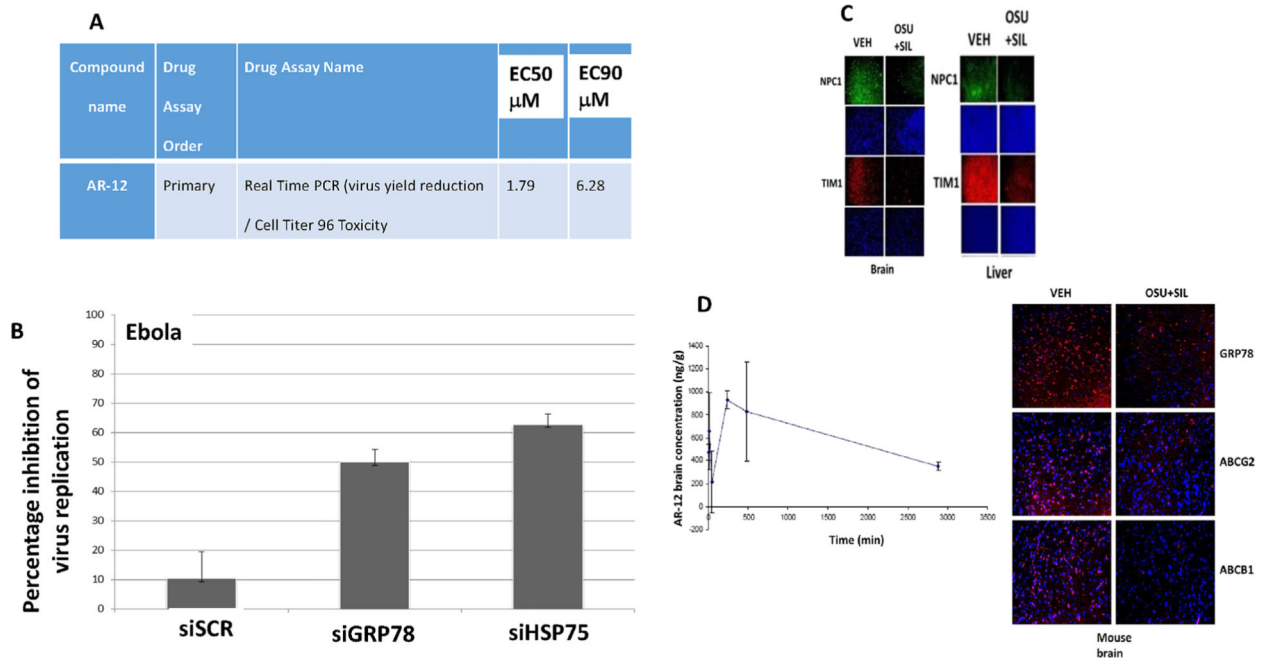 A
Compound name
Drug Assay Order
Drug Assay Name
EC50 μM
EC90 μM
AR-12
Primary
Real Time PCR (virus yield reduction
/ Cell Titer 96 Toxicity
1.79
6.28
B
Ebola
Percentage inhibition of
virus replication
100
90
80
70
60
50
40
30
20
10
0
siSCR
siGRP78
siHSP75
C
VEH
OSU
+SIL
NPC1
TIM1
Brain
VEH
OSU
+SIL
NPC1
TIM1
Liver
D
AR-12 brain concentration (ng/g)
1400
1200
1000
800
600
400
200
0
-200
0 500 1000 1500 2000 2500 3000 3500
Time (min)
VEH OSU+SIL
GRP78
ABCG2
ABCB1
Mouse
brain